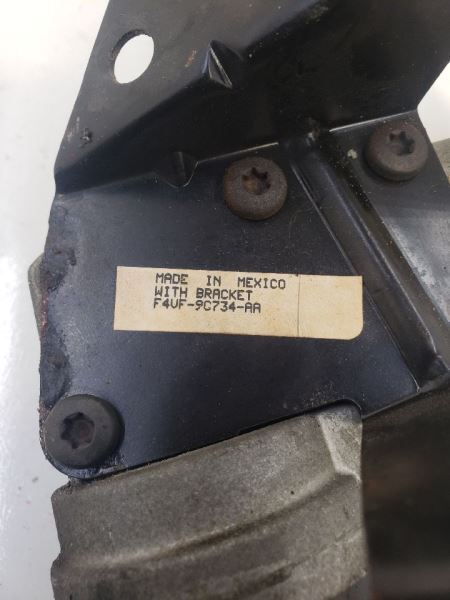 MADE IN MEXICO
WITH BRACKET
F4VF-9C734-AA